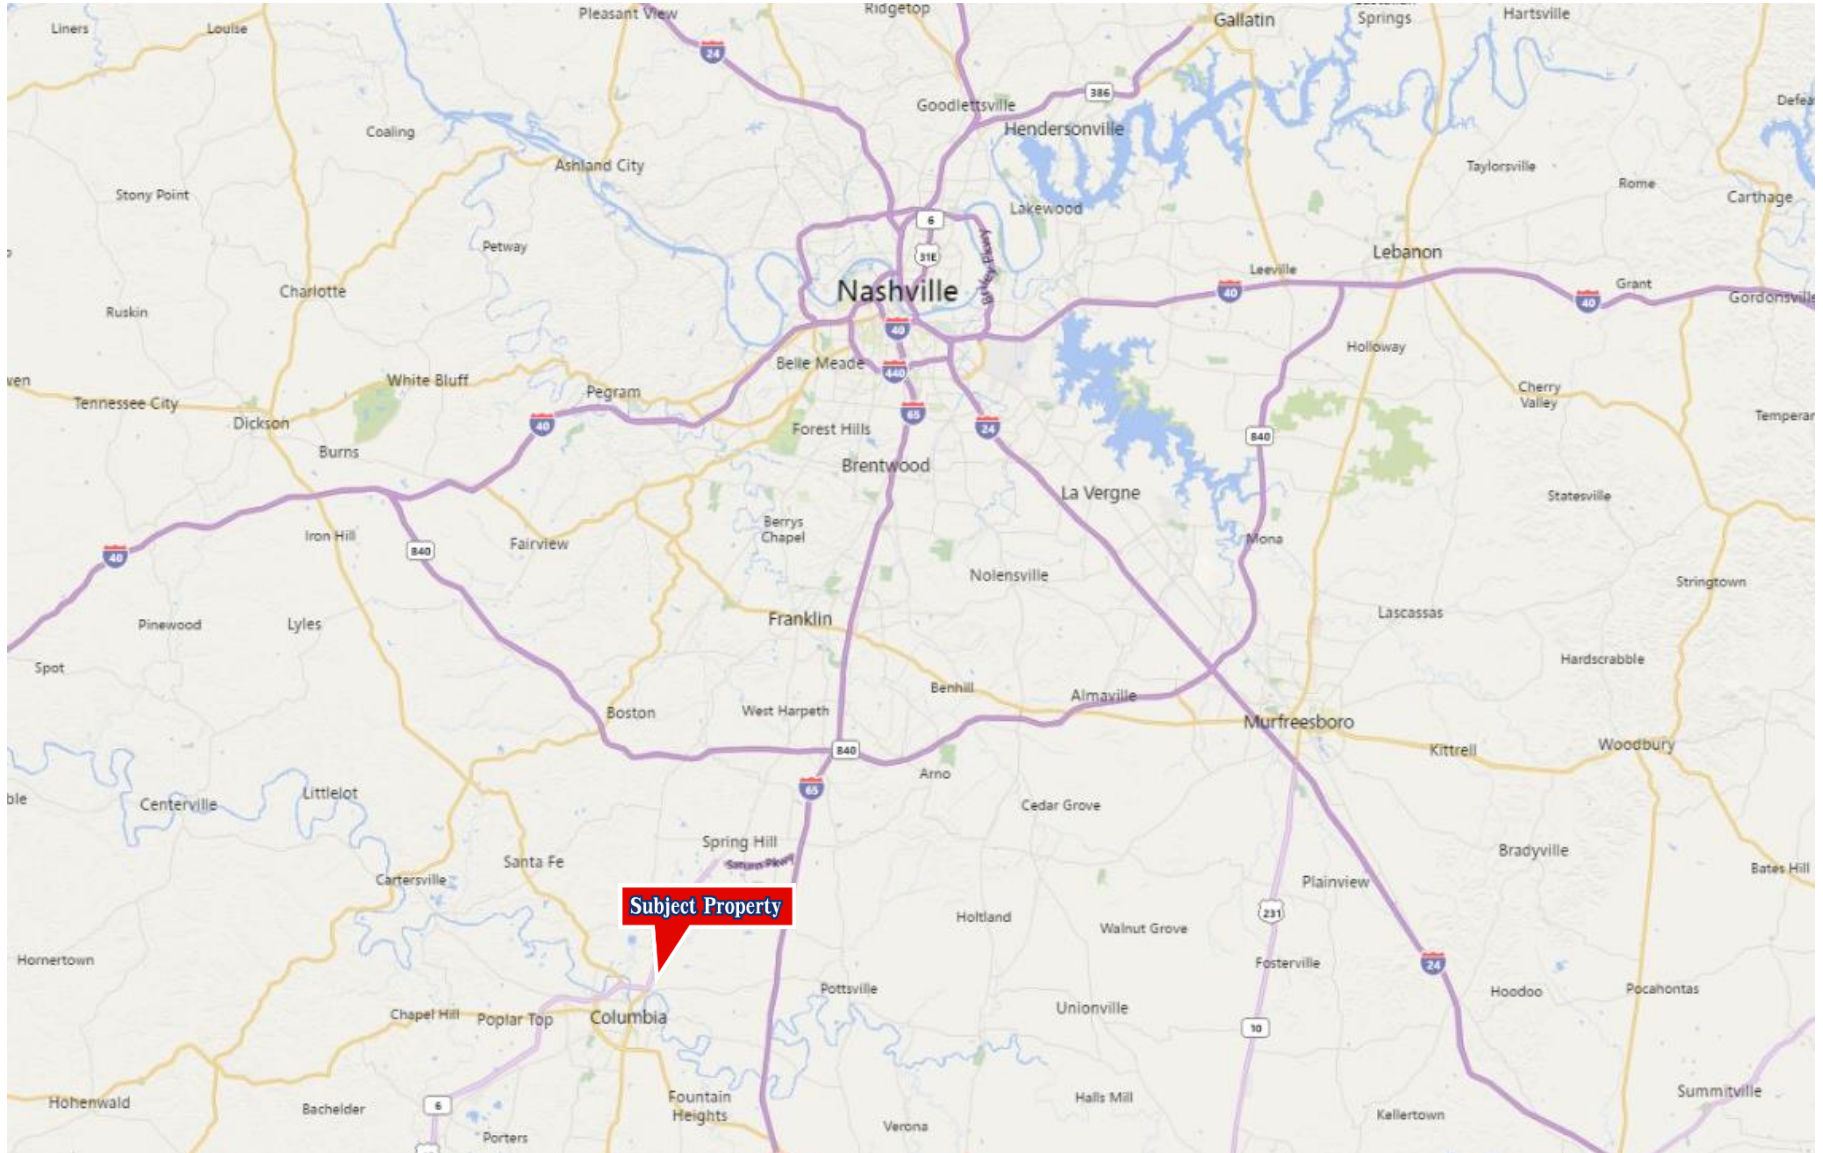 Pleasant View
Ridgetop
Gallatin
Springs
Hartsville
Liners
Louise
24
386
Goodlettsville
Hendersonville
Coaling
Ashland City
Taylorsville
Rome
Carthage
Stony Point
Lakewood
6
Petway
31E
Lebanon
Leeville
Grant
Charlotte
Nashville
40
40
Gordonsville
Ruskin
40
Belle Meade
440
Holloway
White Bluff
Pegram
Cherry
Valley
Tennessee City
Dickson
40
65
24
Forest Hills
840
Burns
Brentwood
La Vergne
Statesville
Berrys
Chapel
Iron Hill
Fairview
840
40
Mona
Nolensville
Stringtown
Pinewood
Lyles
Franklin
Lascassas
Spot
Hardscrabble
Benhill
Almaville
Boston
West Harpeth
Murfreesboro
840
Kittrell
Woodbury
Arno
65
Centerville
Littlelot
Cedar Grove
Spring Hill
Saturn Pkwy
Santa Fe
Bradyville
Bates Hill
Cartersville
Plainview
Subject Property
Holtland
231
Walnut Grove
Hornertown
Fosterville
24
Pottsville
Hoodoo
Pocahontas
Unionville
Chapel Hill
Poplar Top
Columbia
10
Hohenwald
Bachelder
6
Fountain
Heights
Halls Mill
Summitville
Kellertown
Verona
Porters